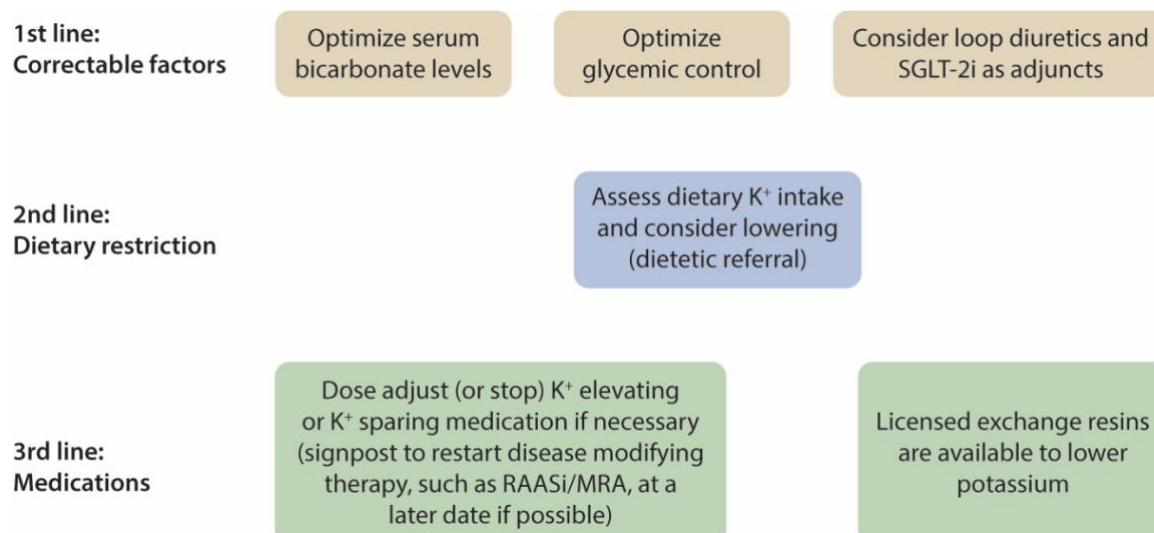 1st line:
Correctable factors
Optimize serum
bicarbonate levels
Optimize
glycemic control
Consider loop diuretics and
SGLT-2i as adjuncts
2nd line:
Dietary restriction
Assess dietary K⁺ intake
and consider lowering
(dietetic referral)
3rd line:
Medications
Dose adjust (or stop) K⁺ elevating
or K⁺ sparing medication if necessary
(signpost to restart disease modifying
therapy, such as RAASi/MRA, at a
later date if possible)
Licensed exchange resins
are available to lower
potassium